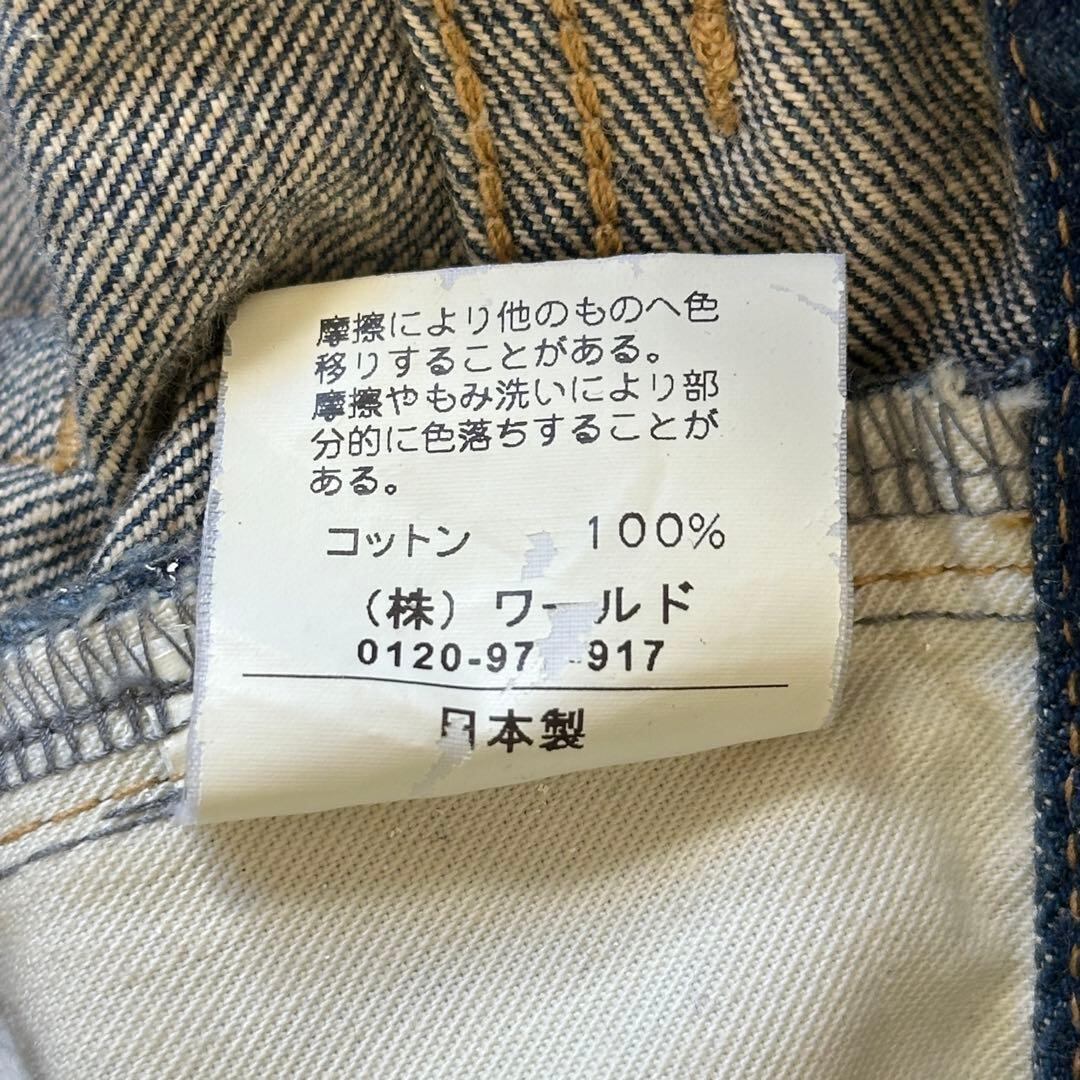 摩擦により他のものへ色
移りすることがある。
摩擦やもみ洗いにより部
分的に色落ちすることが
ある。
コットン 100%
(株) ワールド
0120-97 -917
日本製